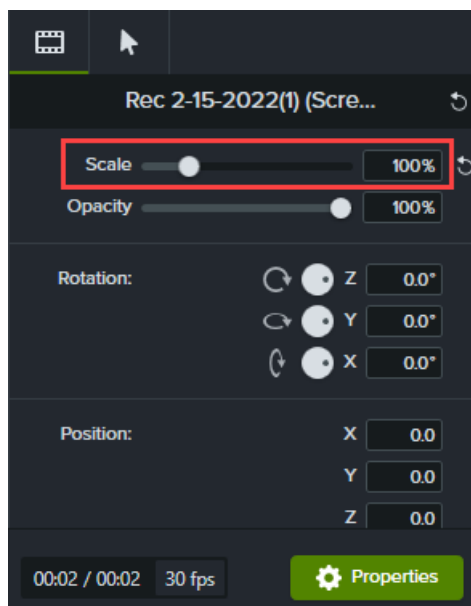 Rec 2-15-2022(1) (Scre...
Scale 100%
Opacity 100%
Rotation: Z 0.0°
Y 0.0°
X 0.0°
Position: X 0.0
Y 0.0
Z 0.0
00:02 / 00:02 30 fps Properties